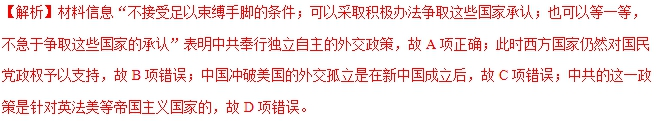 【解析】材料信息“不接受足以束缚手脚的条件；可以采取积极办法争取这些国家承认；也可以等一等，
不急于争取这些国家的承认”表明中共奉行独立自主的外交政策，故 A 项正确；此时西方国家仍然对国民
党政权予以支持，故 B 项错误；中国冲破美国的外交孤立是在新中国成立后，故 C 项错误；中共的这一政
策是针对英法美等帝国主义国家的，故 D 项错误。